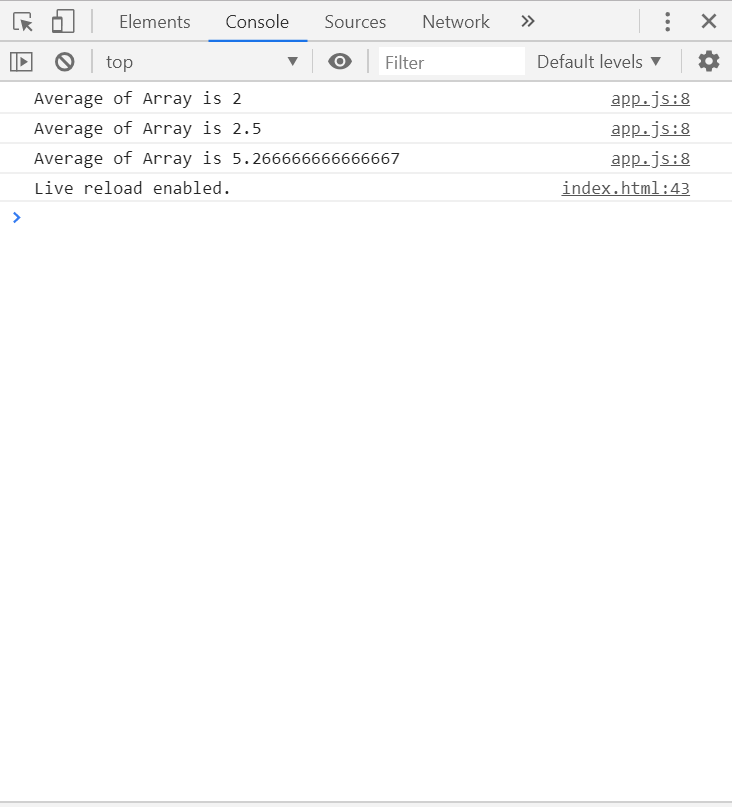 Elements Console Sources Network
top Filter Default levels
Average of Array is 2 app.js:8
Average of Array is 2.5 app.js:8
Average of Array is 5.266666666666667 app.js:8
Live reload enabled. index.html:43